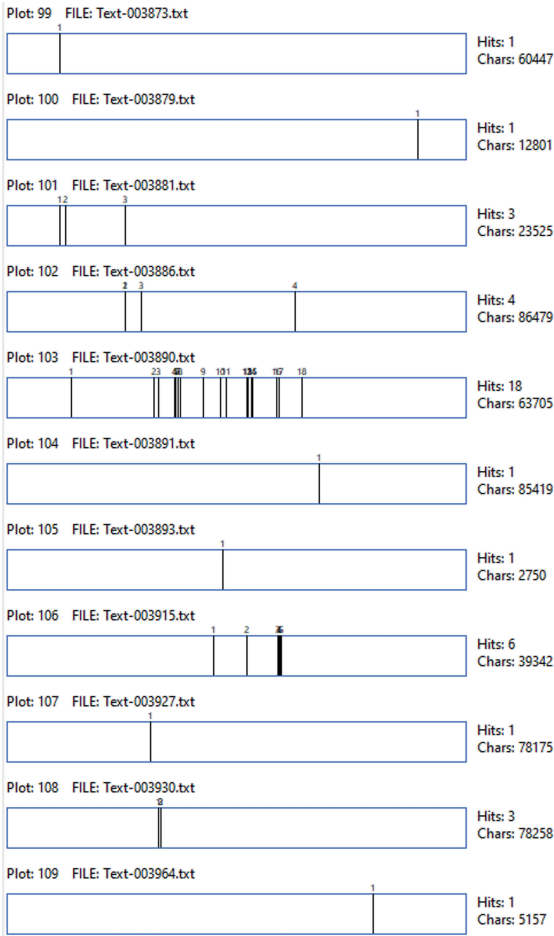 Plot: 99 FILE: Text-003873.txt
1
Hits: 1
Chars: 60447
Plot: 100 FILE: Text-003879.txt
1
Hits: 1
Chars: 12801
Plot: 101 FILE: Text-003881.txt
1 2 3
Hits: 3
Chars: 23525
Plot: 102 FILE: Text-003886.txt
3 4
Hits: 4
Chars: 86479
Plot: 103 FILE: Text-003890.txt
1 2 3 9 10 11 18
Hits: 18
Chars: 63705
Plot: 104 FILE: Text-003891.txt
1
Hits: 1
Chars: 85419
Plot: 105 FILE: Text-003893.txt
1
Hits: 1
Chars: 2750
Plot: 106 FILE: Text-003915.txt
1 2
Hits: 6
Chars: 39342
Plot: 107 FILE: Text-003927.txt
1
Hits: 1
Chars: 78175
Plot: 108 FILE: Text-003930.txt
Hits: 3
Chars: 78258
Plot: 109 FILE: Text-003964.txt
1
Hits: 1
Chars: 5157